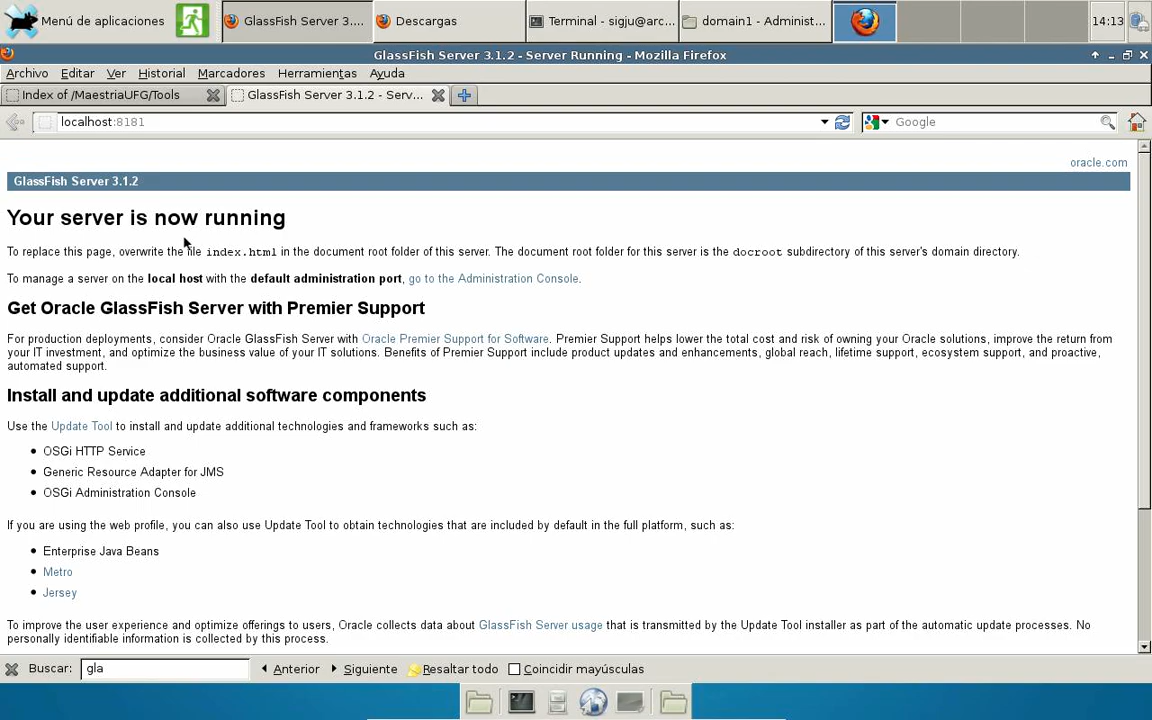 Menú de aplicaciones
GlassFish Server 3....
Descargas
Terminal - sigju@arc...
domain1 - Administ...
14:13
GlassFish Server 3.1.2 - Server Running - Mozilla Firefox
Archivo Editar Ver Historial Marcadores Herramientas Ayuda
Index of /MaestriaUFG/Tools
GlassFish Server 3.1.2 - Serv...
localhost:8181
Google
oracle.com
GlassFish Server 3.1.2
Your server is now running
To replace this page, overwrite the file index.html in the document root folder of this server. The document root folder for this server is the docroot subdirectory of this server's domain directory.
To manage a server on the local host with the default administration port, go to the Administration Console.
Get Oracle GlassFish Server with Premier Support
For production deployments, consider Oracle GlassFish Server with Oracle Premier Support for Software. Premier Support helps lower the total cost and risk of owning your Oracle solutions, improve the return from
your IT investment, and optimize the business value of your IT solutions. Benefits of Premier Support include product updates and enhancements, global reach, lifetime support, ecosystem support, and proactive,
automated support.
Install and update additional software components
Use the Update Tool to install and update additional technologies and frameworks such as:
OSGi HTTP Service
Generic Resource Adapter for JMS
OSGi Administration Console
If you are using the web profile, you can also use Update Tool to obtain technologies that are included by default in the full platform, such as:
Enterprise Java Beans
Metro
Jersey
To improve the user experience and optimize offerings to users, Oracle collects data about GlassFish Server usage that is transmitted by the Update Tool installer as part of the automatic update processes. No
personally identifiable information is collected by this process.
Buscar: gla Anterior Siguiente Resaltar todo Coincidir mayúsculas